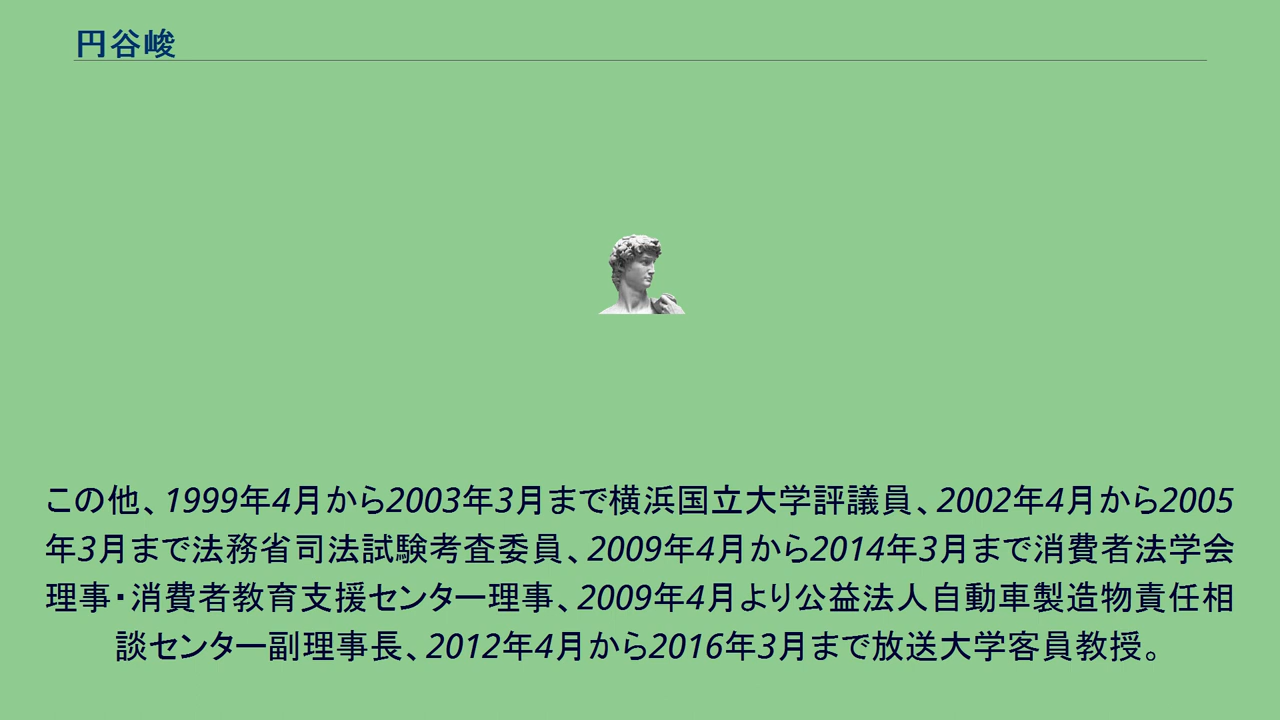 円谷峻
この他、1999年4月から2003年3月まで横浜国立大学評議員、2002年4月から2005
年3月まで法務省司法試験考査委員、2009年4月から2014年3月まで消費者法学会
理事・消費者教育支援センター理事、2009年4月より公益法人自動車製造物責任相
談センター副理事長、2012年4月から2016年3月まで放送大学客員教授。